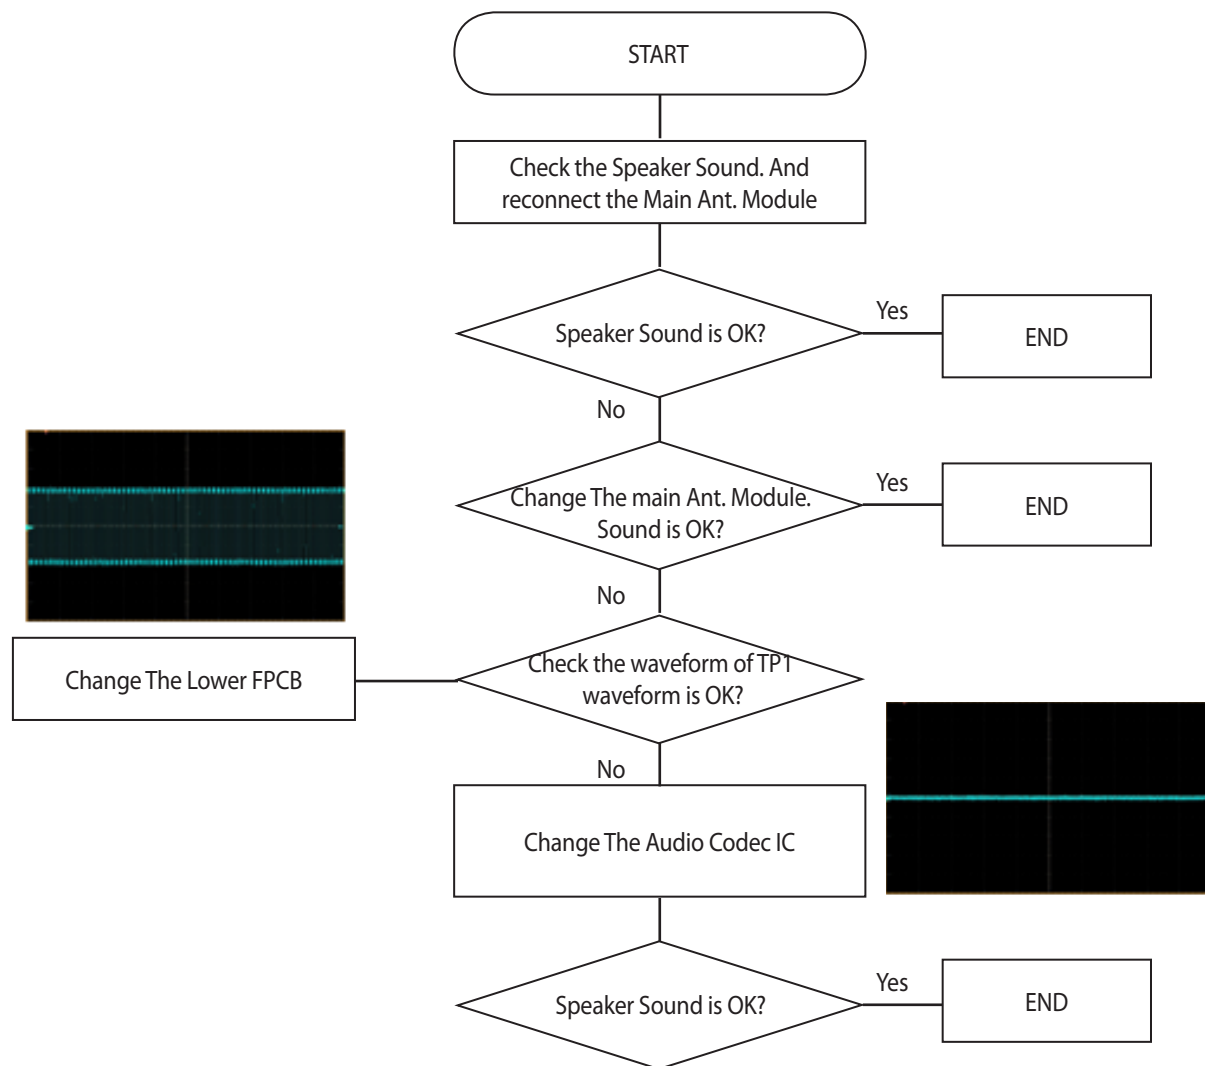 START
Check the Speaker Sound. And
reconnect the Main Ant. Module
Speaker Sound is OK?
Yes
END
No
Change The main Ant. Module.
Sound is OK?
Yes
END
No
Check the waveform of TP1
waveform is OK?
Change The Lower FPCB
No
Change The Audio Codec IC
Speaker Sound is OK?
Yes
END